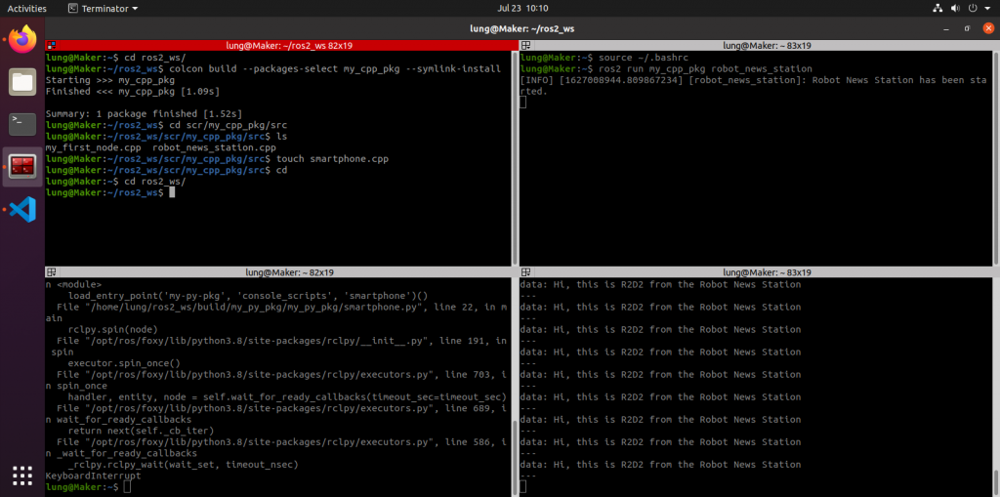 Activities
Terminator
Jul 23 10:10
lung@Maker: ~/ros2_ws
lung@Maker: ~/ros2_ws 82x19
lung@Maker:~$ cd ros2_ws/
lung@Maker:~/ros2_ws$ colcon build --packages-select my_cpp_pkg --symlink-install
Starting >>> my_cpp_pkg
Finished <<< my_cpp_pkg [1.09s]
Summary: 1 package finished [1.52s]
lung@Maker:~/ros2_ws$ cd scr/my_cpp_pkg/src
lung@Maker:~/ros2_ws/scr/my_cpp_pkg/src$ ls
my_first_node.cpp  robot_news_station.cpp
lung@Maker:~/ros2_ws/scr/my_cpp_pkg/src$ touch smartphone.cpp
lung@Maker:~/ros2_ws/scr/my_cpp_pkg/src$ cd
lung@Maker:~$ cd ros2_ws/
lung@Maker:~/ros2_ws$
lung@Maker: ~ 83x19
lung@Maker:~$ source ~/.bashrc
lung@Maker:~$ ros2 run my_cpp_pkg robot_news_station
[INFO] [1627008944.809867234] [robot_news_station]: Robot News Station has been sta
rted.
lung@Maker: ~ 82x19
n <module>
load_entry_point('my-py-pkg', 'console_scripts', 'smartphone')()
File "/home/lung/ros2_ws/build/my_py_pkg/my_py_pkg/smartphone.py", line 22, in m
ain
rclpy.spin(node)
File "/opt/ros/foxy/lib/python3.8/site-packages/rclpy/__init__.py", line 191, in
spin
executor.spin_once()
File "/opt/ros/foxy/lib/python3.8/site-packages/rclpy/executors.py", line 703, i
n spin_once
handler, entity, node = self.wait_for_ready_callbacks(timeout_sec=timeout_sec)
File "/opt/ros/foxy/lib/python3.8/site-packages/rclpy/executors.py", line 689, i
n wait_for_ready_callbacks
return next(self._cb_iter)
File "/opt/ros/foxy/lib/python3.8/site-packages/rclpy/executors.py", line 586, i
n _wait_for_ready_callbacks
_rclpy.rclpy_wait(wait_set, timeout_nsec)
KeyboardInterrupt
lung@Maker:~$
lung@Maker: ~ 83x19
data: Hi, this is R2D2 from the Robot News Station
---
data: Hi, this is R2D2 from the Robot News Station
---
data: Hi, this is R2D2 from the Robot News Station
---
data: Hi, this is R2D2 from the Robot News Station
---
data: Hi, this is R2D2 from the Robot News Station
---
data: Hi, this is R2D2 from the Robot News Station
---
data: Hi, this is R2D2 from the Robot News Station
---
data: Hi, this is R2D2 from the Robot News Station
---
data: Hi, this is R2D2 from the Robot News Station
---